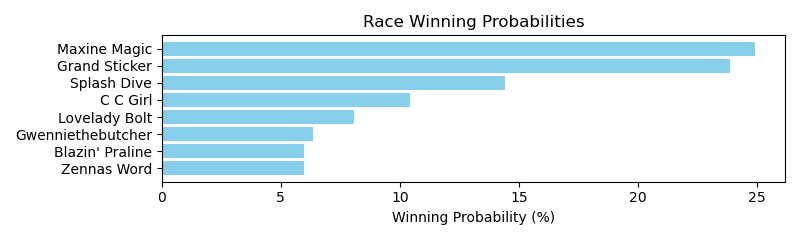 Race Winning Probabilities
Maxine Magic
Grand Sticker
Splash Dive
C C Girl
Lovelady Bolt
Gwenniethebutcher
Blazin' Praline
Zennas Word
0 5 10 15 20 25
Winning Probability (%)